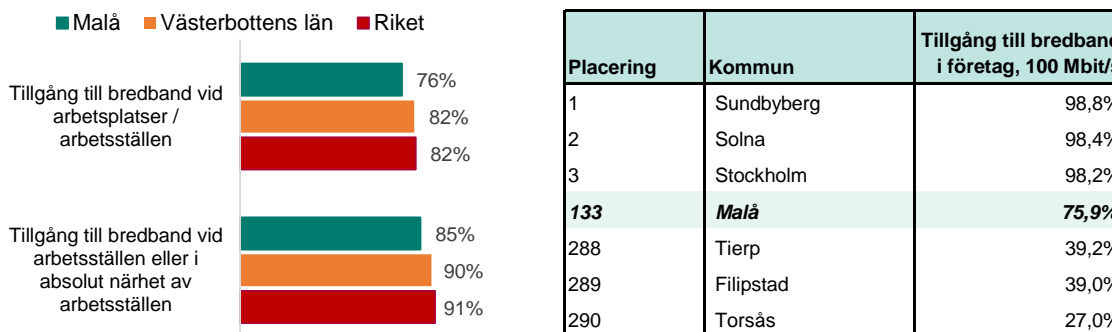 Malå Västerbottens län Riket
Tillgång till bredband vid
arbetsplatser /
arbetsställen
76%
82%
82%
Tillgång till bredband vid
arbetsställen eller i
absolut närhet av
arbetsställen
85%
90%
91%
Placering Kommun Tillgång till bredband
i företag, 100 Mbit/s
1 Sundbyberg 98,8%
2 Solna 98,4%
3 Stockholm 98,2%
133 Malå 75,9%
288 Tierp 39,2%
289 Filipstad 39,0%
290 Torsås 27,0%